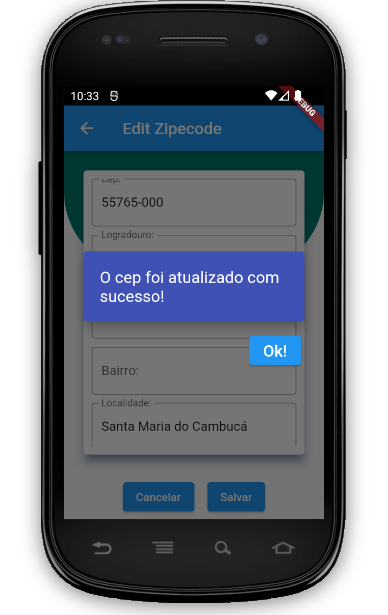 10:33
DEBUG
Edit Zipecode
Cep:
55765-000
Logradouro:
O cep foi atualizado com
sucesso!
Ok!
Bairro:
Localidade:
Santa Maria do Cambucá
Cancelar
Salvar